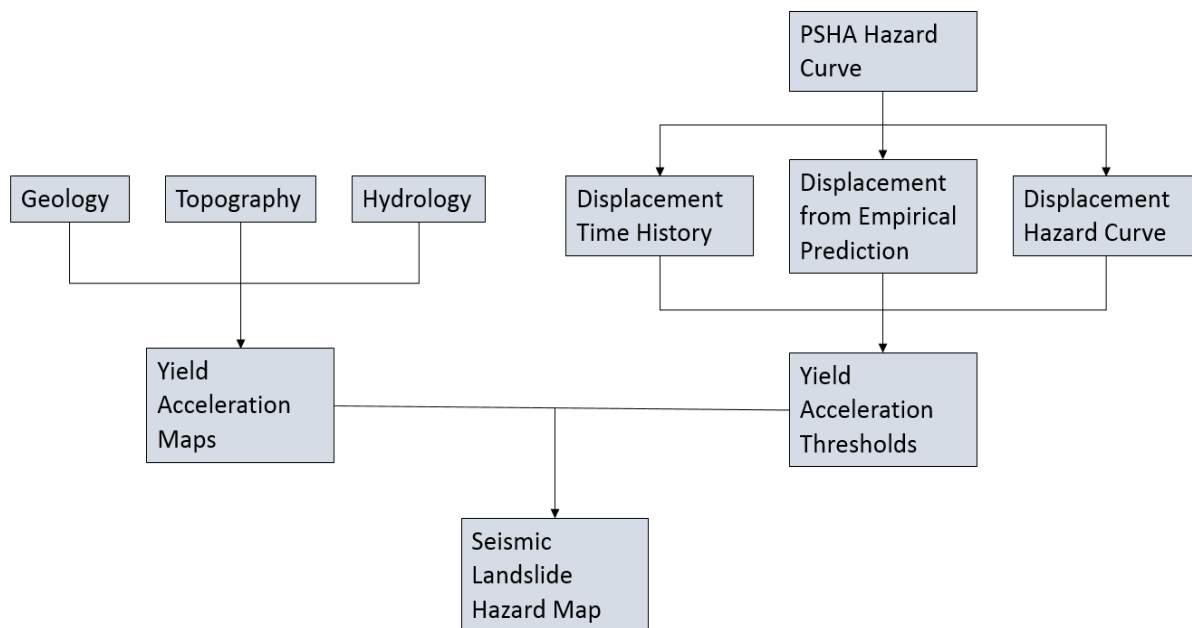 PSHA Hazard
Curve
Geology
Topography
Hydrology
Displacement
Time History
Displacement
from Empirical
Prediction
Displacement
Hazard Curve
Yield
Acceleration
Maps
Yield
Acceleration
Thresholds
Seismic
Landslide
Hazard Map